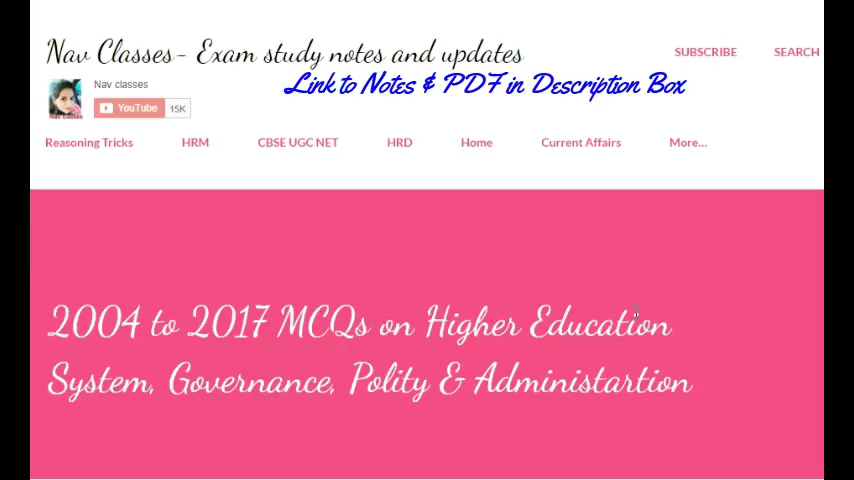 Nav Classes- Exam study notes and updates
SUBSCRIBE
SEARCH
Link to Notes & PDF in Description Box
Nav classes
YouTube 15K
Nav Classes
Reasoning Tricks
HRM
CBSE UGC NET
HRD
Home
Current Affairs
More...
2004 to 2017 MCQs on Higher Education
System, Governance, Polity & Administartion